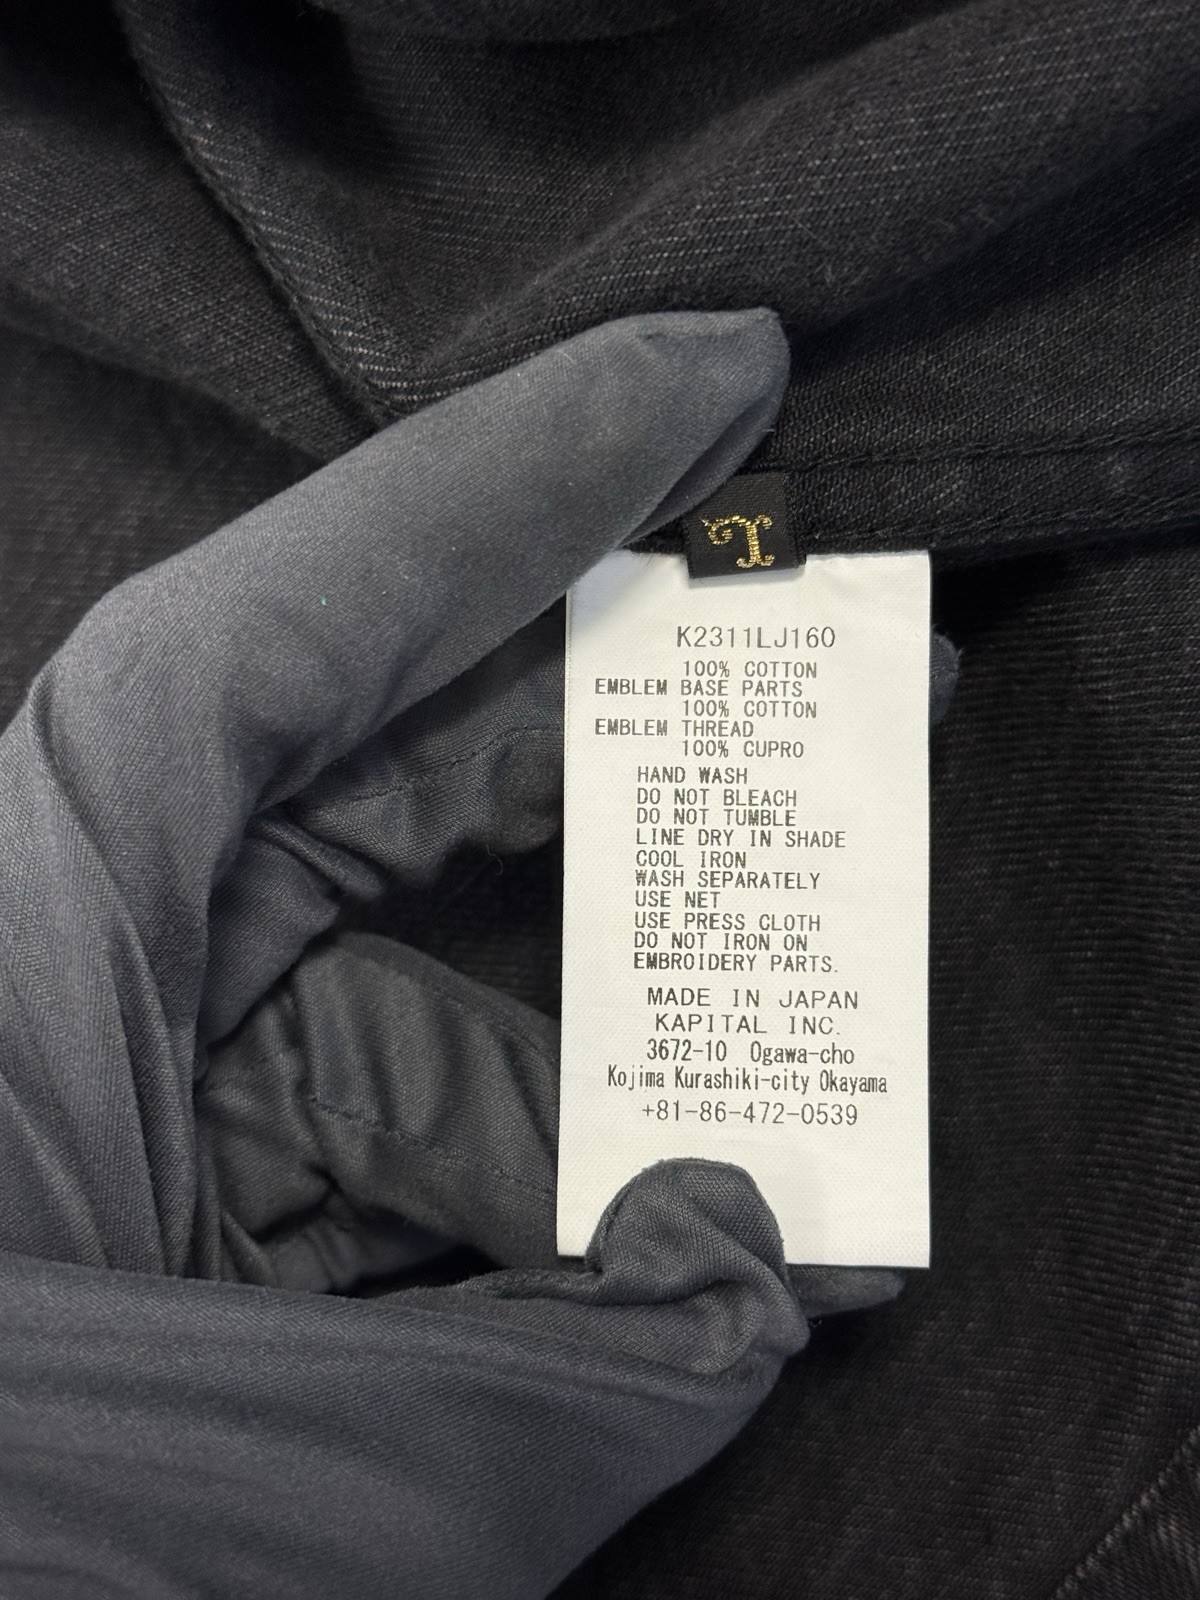 L
K2311LJ160
100% COTTON
EMBLEM BASE PARTS
100% COTTON
EMBLEM THREAD
100% CUPRO
HAND WASH
DO NOT BLEACH
DO NOT TUMBLE
LINE DRY IN SHADE
COOL IRON
WASH SEPARATELY
USE NET
USE PRESS CLOTH
DO NOT IRON ON
EMBROIDERY PARTS.
MADE IN JAPAN
KAPITAL INC.
3672-10 Ogawa-cho
Kojima Kurashiki-city Okayama
+81-86-472-0539